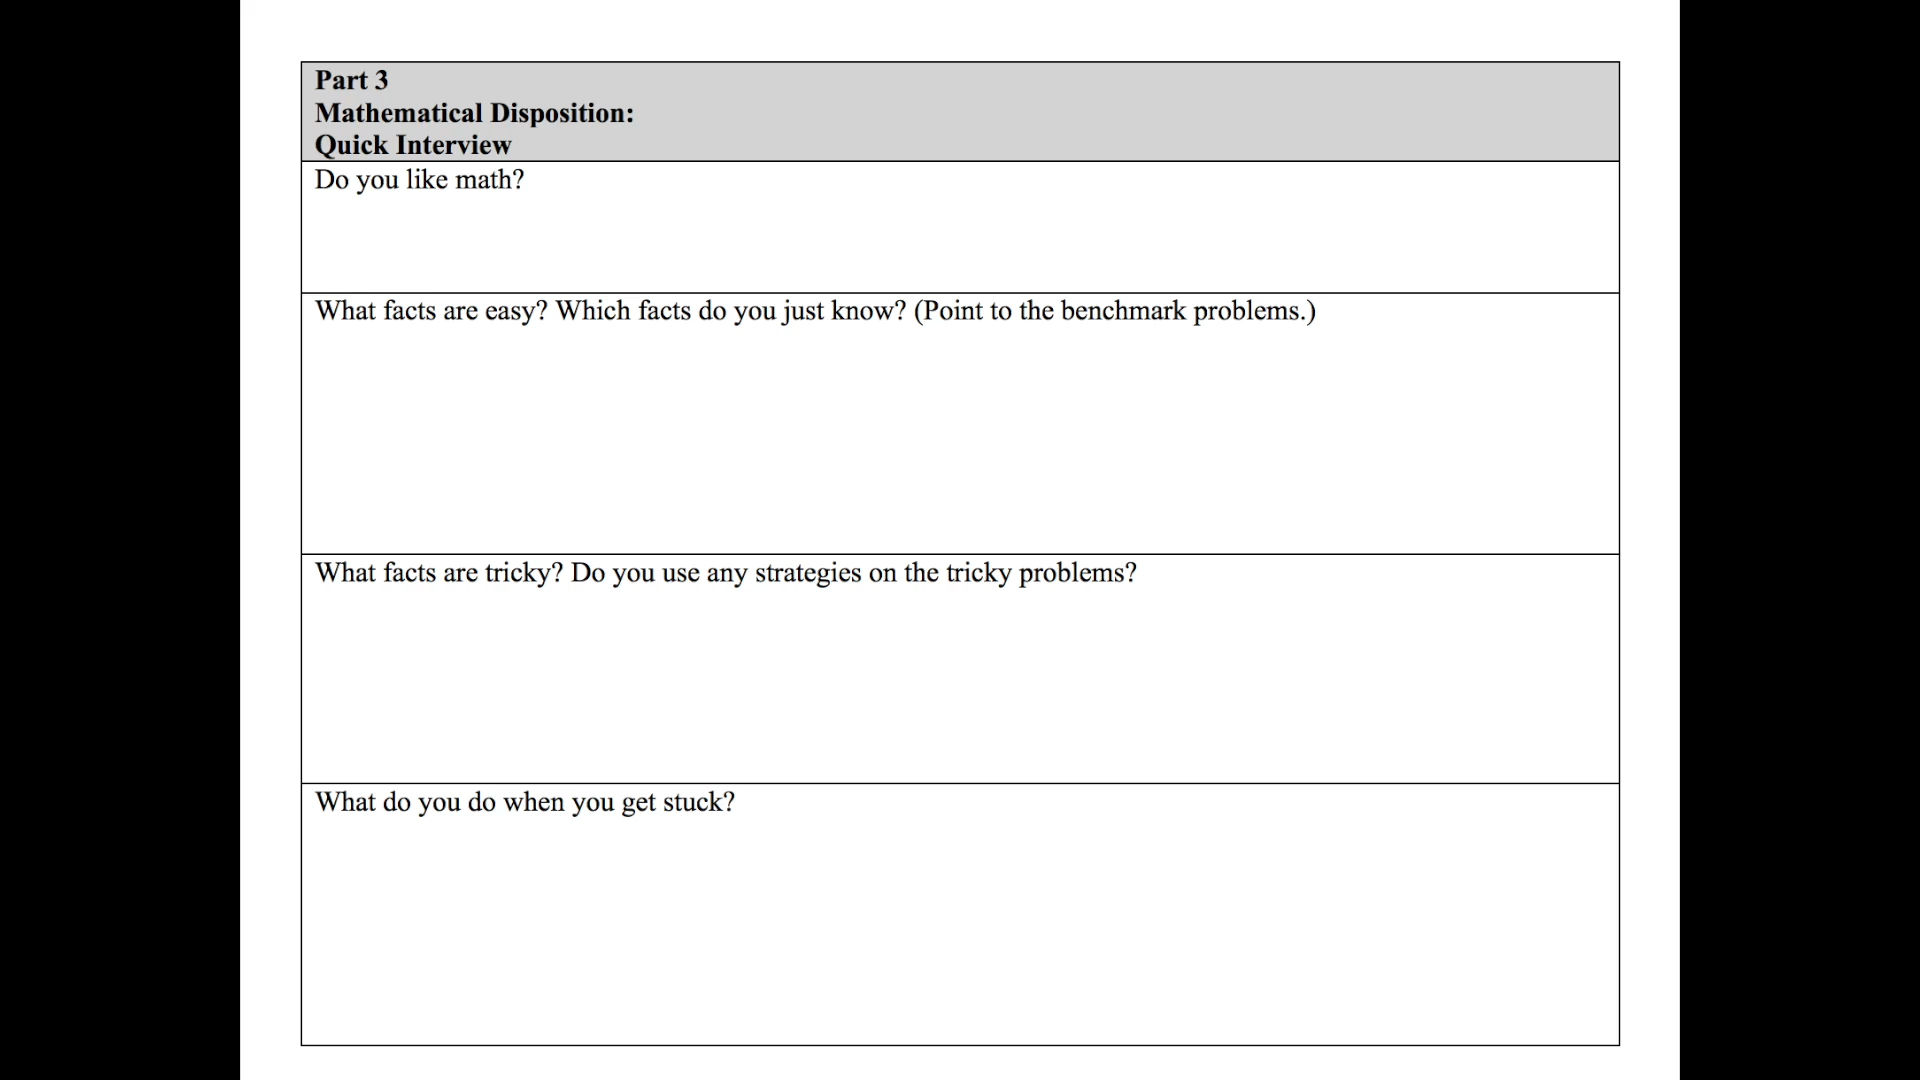 Part 3
Mathematical Disposition:
Quick Interview
Do you like math?
What facts are easy? Which facts do you just know? (Point to the benchmark problems.)
What facts are tricky? Do you use any strategies on the tricky problems?
What do you do when you get stuck?